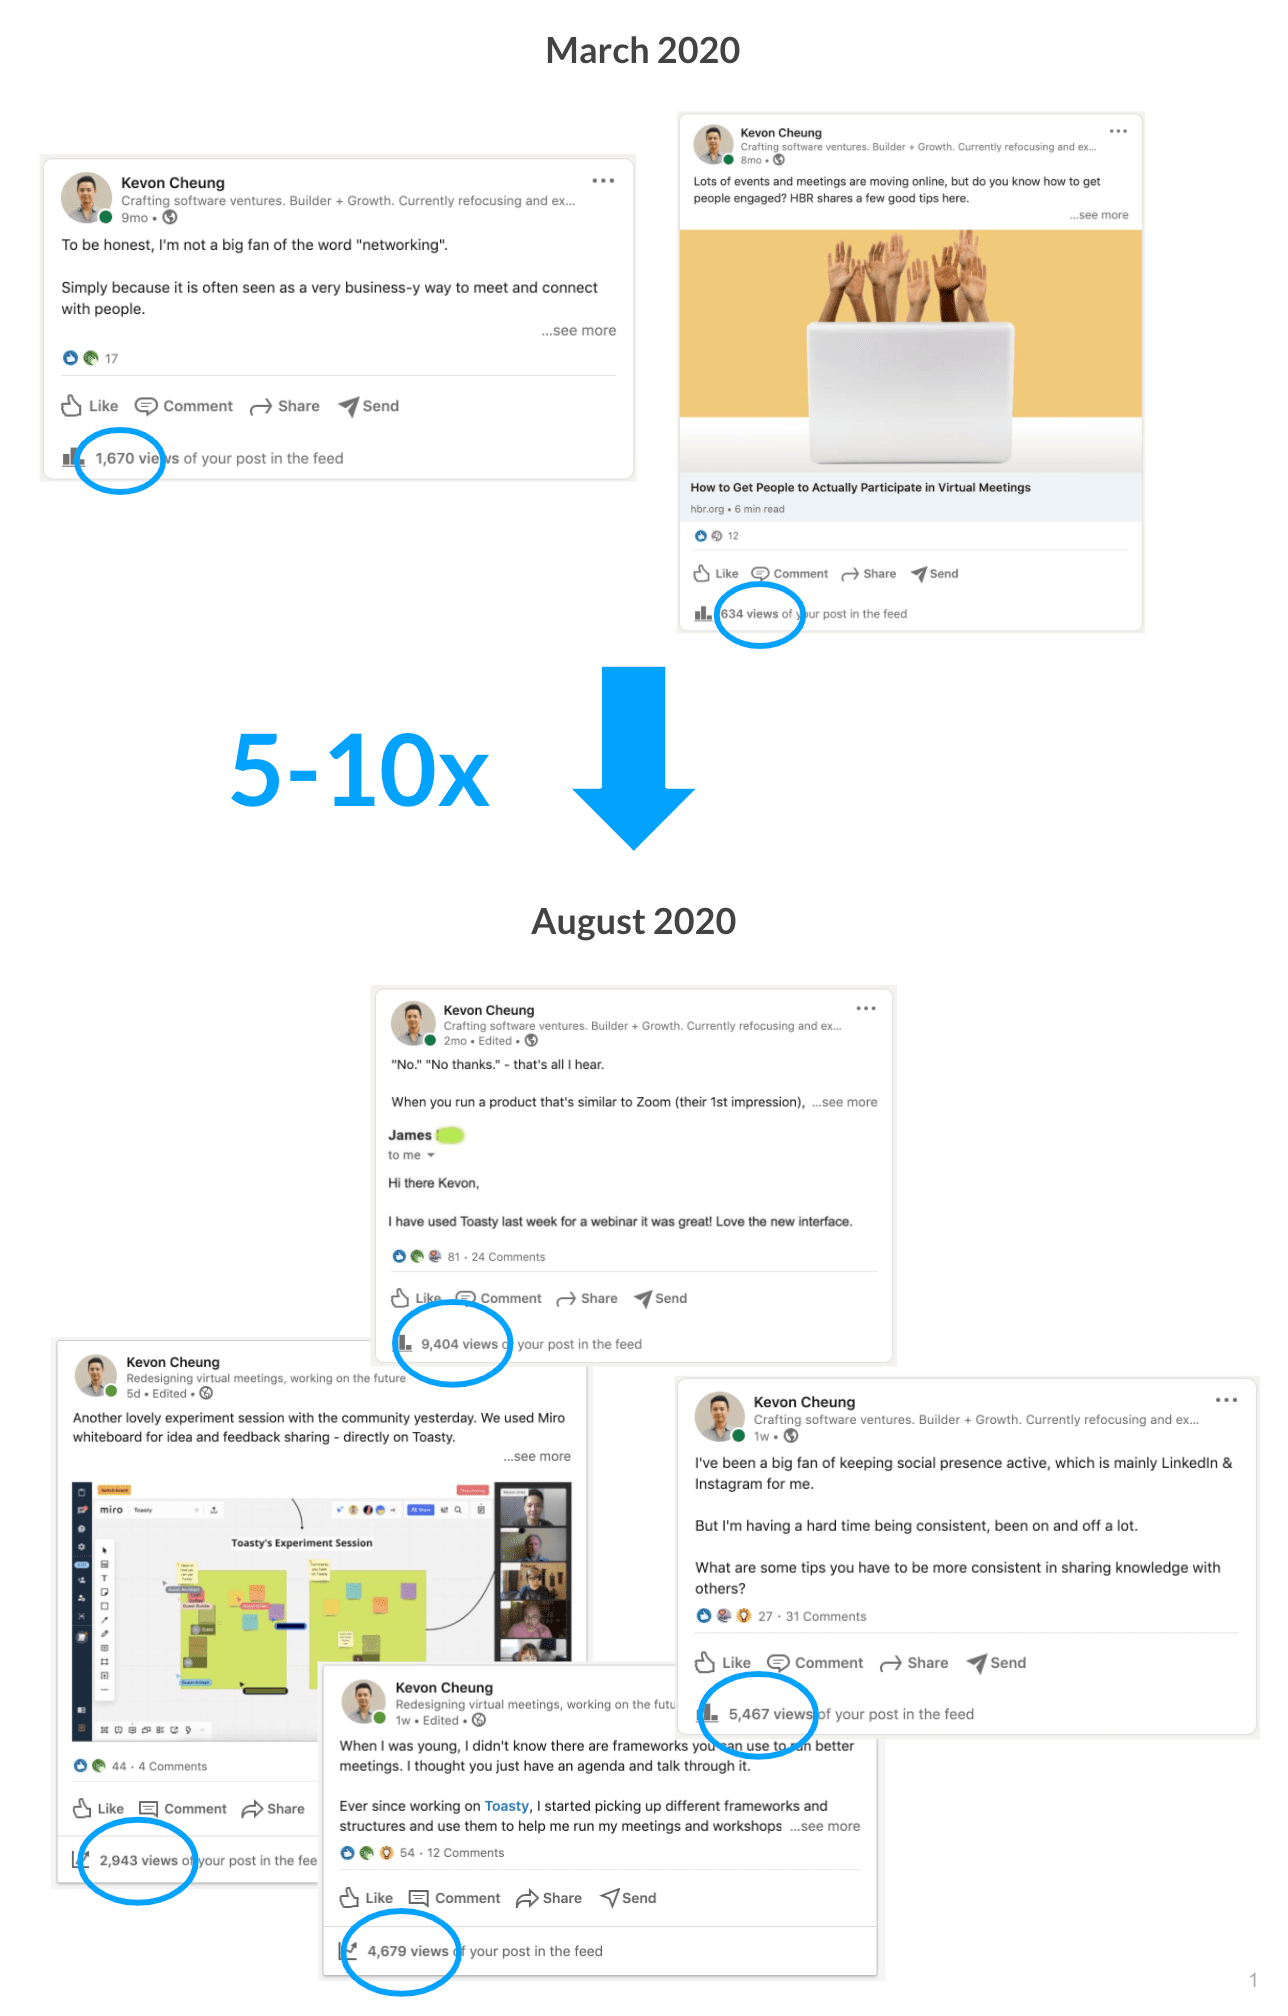 March 2020
Kevon Cheung
Crafting software ventures. Builder + Growth. Currently refocusing and ex...
9mo •
To be honest, I'm not a big fan of the word "networking".
Simply because it is often seen as a very business-y way to meet and connect
with people.
...see more
17
Like Comment Share Send
1,670 views of your post in the feed
Kevon Cheung
Crafting software ventures. Builder + Growth. Currently refocusing and ex...
8mo •
Lots of events and meetings are moving online, but do you know how to get
people engaged? HBR shares a few good tips here.
...see more
How to Get People to Actually Participate in Virtual Meetings
hbr.org • 6 min read
12
Like Comment Share Send
634 views of your post in the feed
5-10x
August 2020
Kevon Cheung
Crafting software ventures. Builder + Growth. Currently refocusing and ex...
2mo • Edited •
"No." "No thanks." - that's all I hear.
When you run a product that's similar to Zoom (their 1st impression), ...see more
James
to me
Hi there Kevon,
I have used Toasty last week for a webinar it was great! Love the new interface.
81 · 24 Comments
Like Comment Share Send
9,404 views of your post in the feed
Kevon Cheung
Redesigning virtual meetings, working on the future
5d • Edited •
Another lovely experiment session with the community yesterday. We used Miro
whiteboard for idea and feedback sharing - directly on Toasty.
...see more
miro Toasty
Share
Toasty's Experiment Session
44 · 4 Comments
Like Comment Share
2,943 views of your post in the fee
Kevon Cheung
Crafting software ventures. Builder + Growth. Currently refocusing and ex...
1w •
I've been a big fan of keeping social presence active, which is mainly LinkedIn &
Instagram for me.
But I'm having a hard time being consistent, been on and off a lot.
What are some tips you have to be more consistent in sharing knowledge with
others?
27 · 31 Comments
Like Comment Share Send
5,467 views of your post in the feed
Kevon Cheung
Redesigning virtual meetings, working on the futu
1w • Edited •
When I was young, I didn't know there are frameworks you can use to run better
meetings. I thought you just have an agenda and talk through it.
Ever since working on Toasty, I started picking up different frameworks and
structures and use them to help me run my meetings and workshops ...see more
54 · 12 Comments
Like Comment Share Send
4,679 views of your post in the feed
1